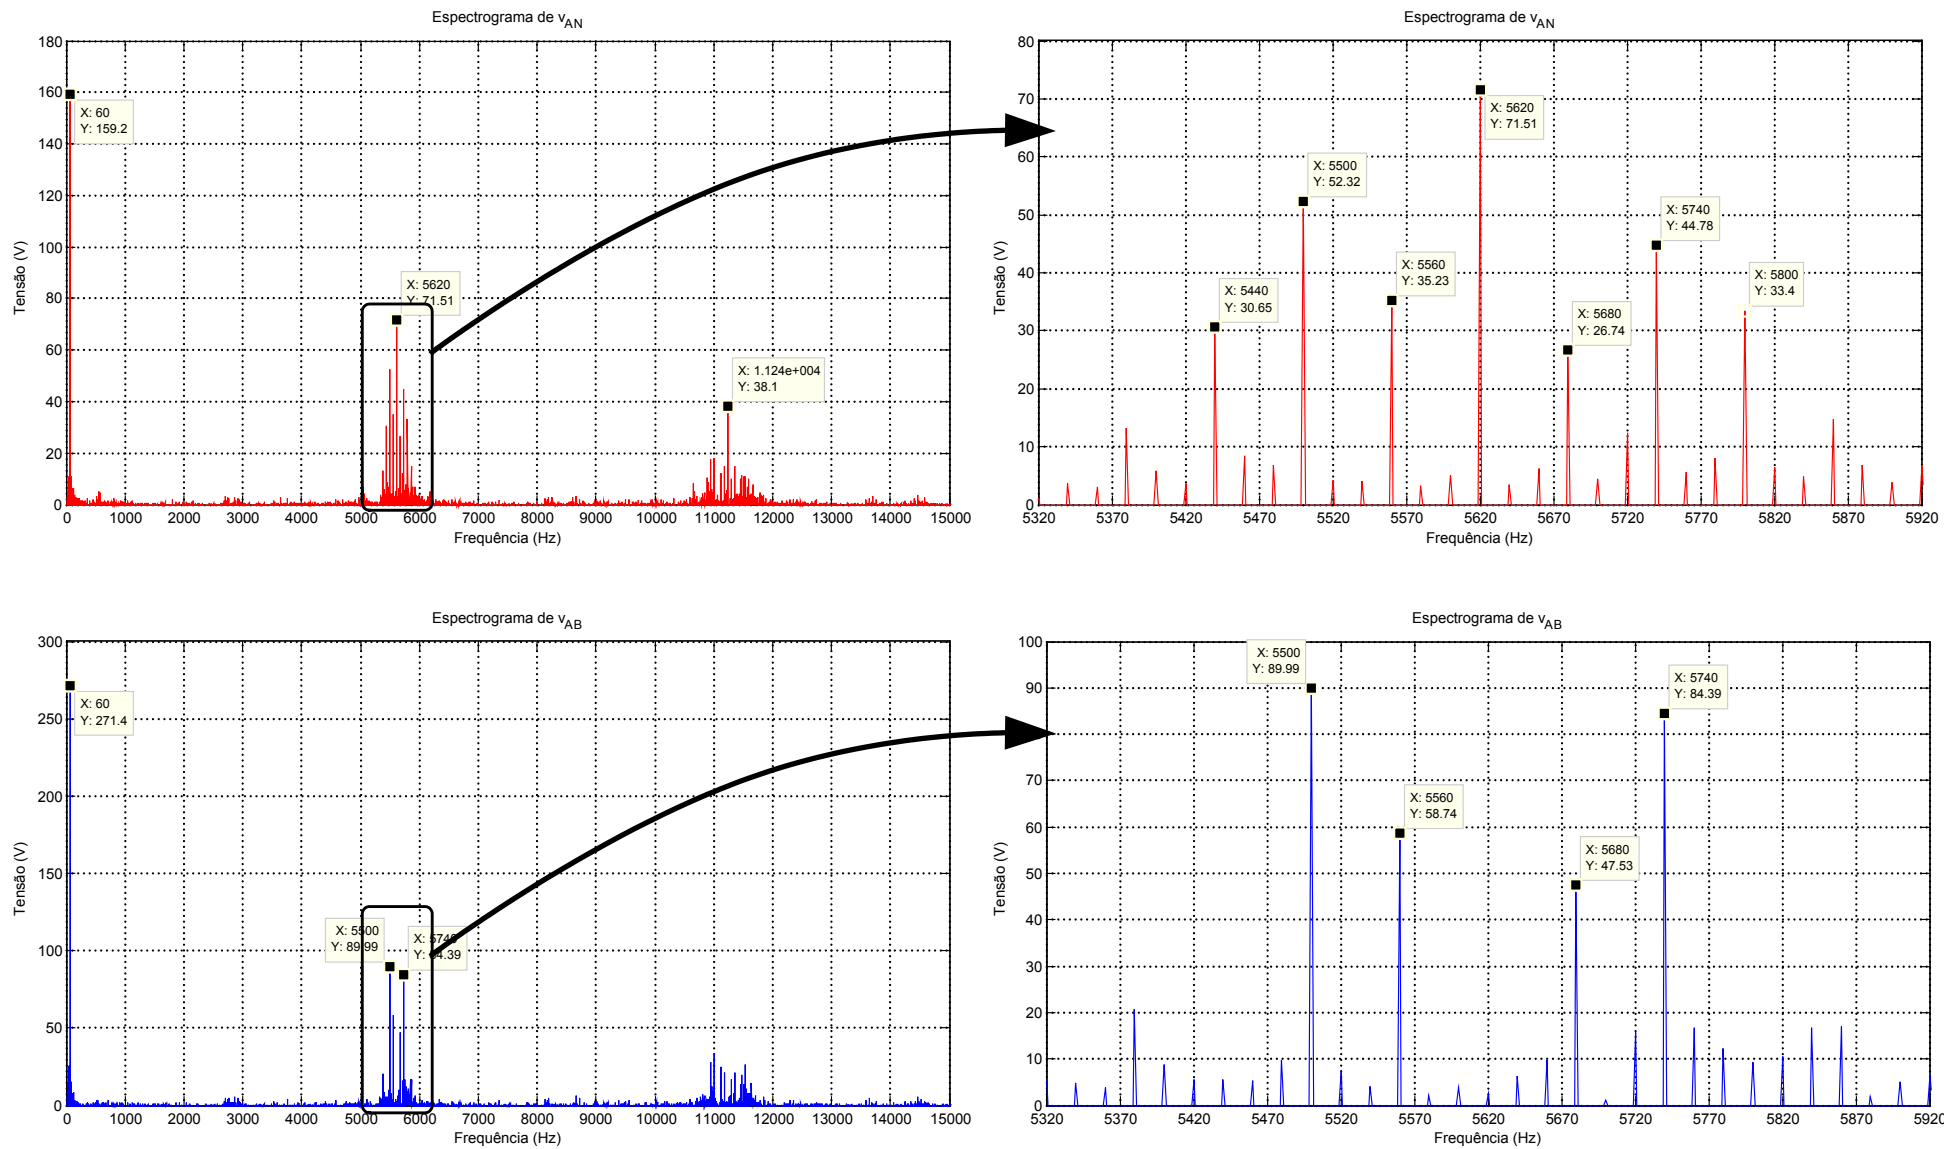 Espectrograma de vAN
180
160
140
120
100
80
60
40
20
0
Tensão (V)
X: 60
Y: 159.2
X: 5620
Y: 71.51
X: 1.124e+004
Y: 38.1
0 1000 2000 3000 4000 5000 6000 7000 8000 9000 10000 11000 12000 13000 14000 15000
Frequência (Hz)
Espectrograma de vAN
80
70
60
50
40
30
20
10
0
Tensão (V)
X: 5620
Y: 71.51
X: 5500
Y: 52.32
X: 5740
Y: 44.78
X: 5560
Y: 35.23
X: 5800
Y: 33.4
X: 5440
Y: 30.65
X: 5680
Y: 26.74
5320 5370 5420 5470 5520 5570 5620 5670 5720 5770 5820 5870 5920
Frequência (Hz)
Espectrograma de vAB
300
250
200
150
100
50
0
Tensão (V)
X: 60
Y: 271.4
X: 5500
Y: 89.99
X: 5740
Y: 84.39
0 1000 2000 3000 4000 5000 6000 7000 8000 9000 10000 11000 12000 13000 14000 15000
Frequência (Hz)
Espectrograma de vAB
100
90
70
60
50
40
30
20
10
0
Tensão (V)
X: 5500
Y: 89.99
X: 5740
Y: 84.39
X: 5560
Y: 58.74
X: 5680
Y: 47.53
5320 5370 5420 5470 5520 5570 5620 5670 5720 5770 5820 5870 5920
Frequência (Hz)